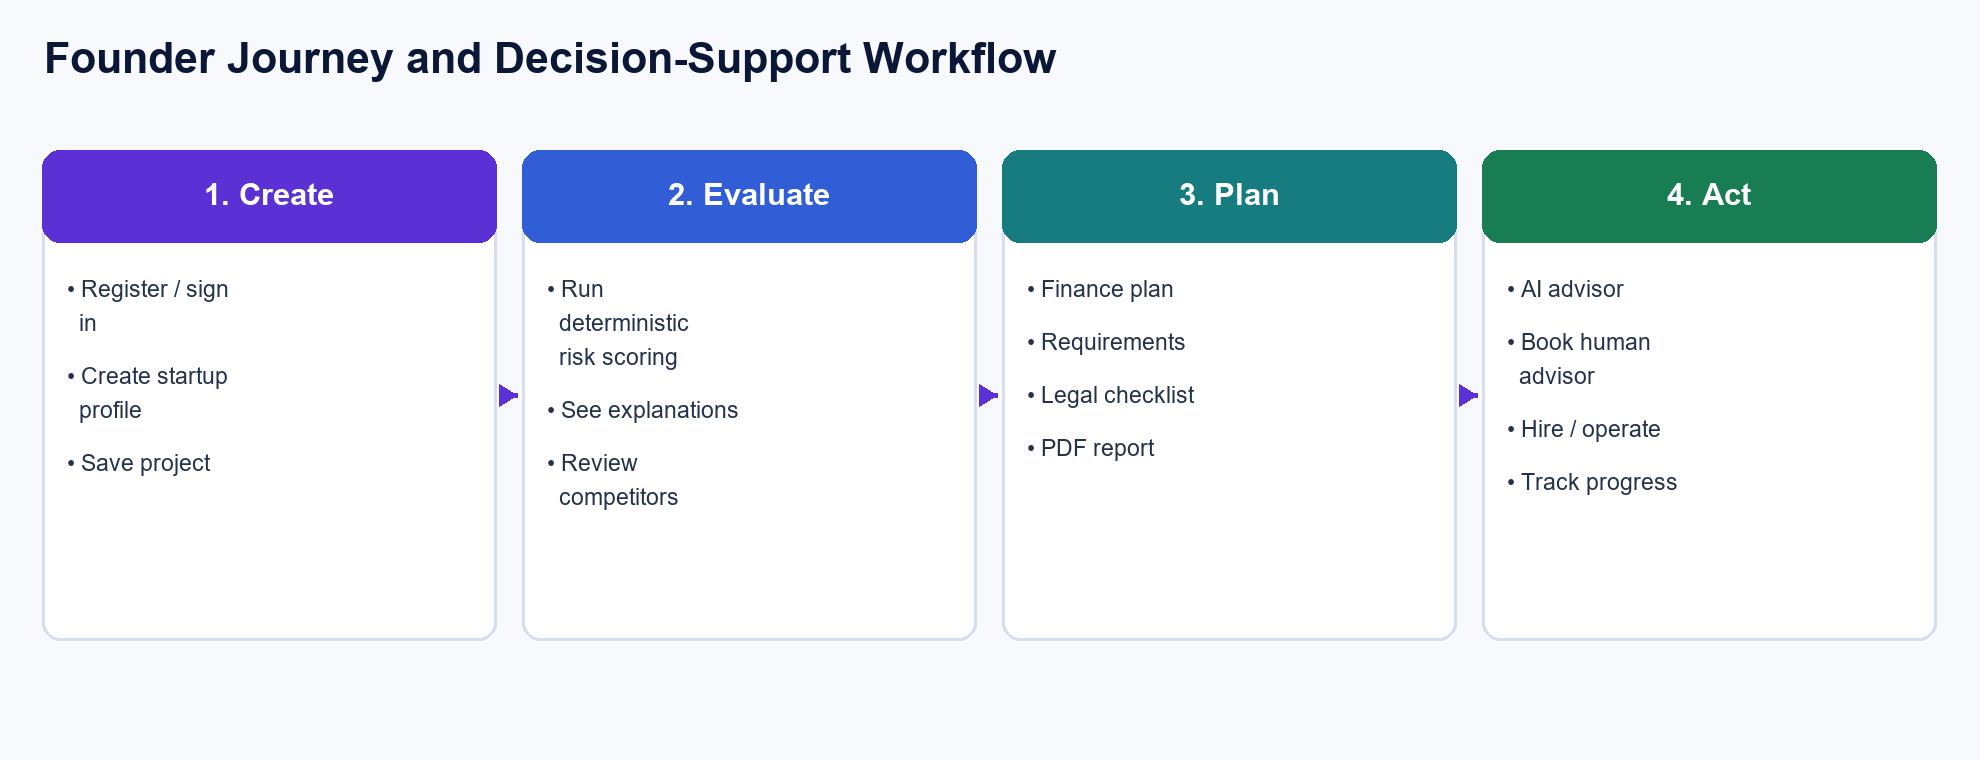 Founder Journey and Decision-Support Workflow
1. Create
• Register / sign
in
• Create startup
profile
• Save project
2. Evaluate
• Run
deterministic
risk scoring
• See explanations
• Review
competitors
3. Plan
• Finance plan
• Requirements
• Legal checklist
• PDF report
4. Act
• AI advisor
• Book human
advisor
• Hire / operate
• Track progress